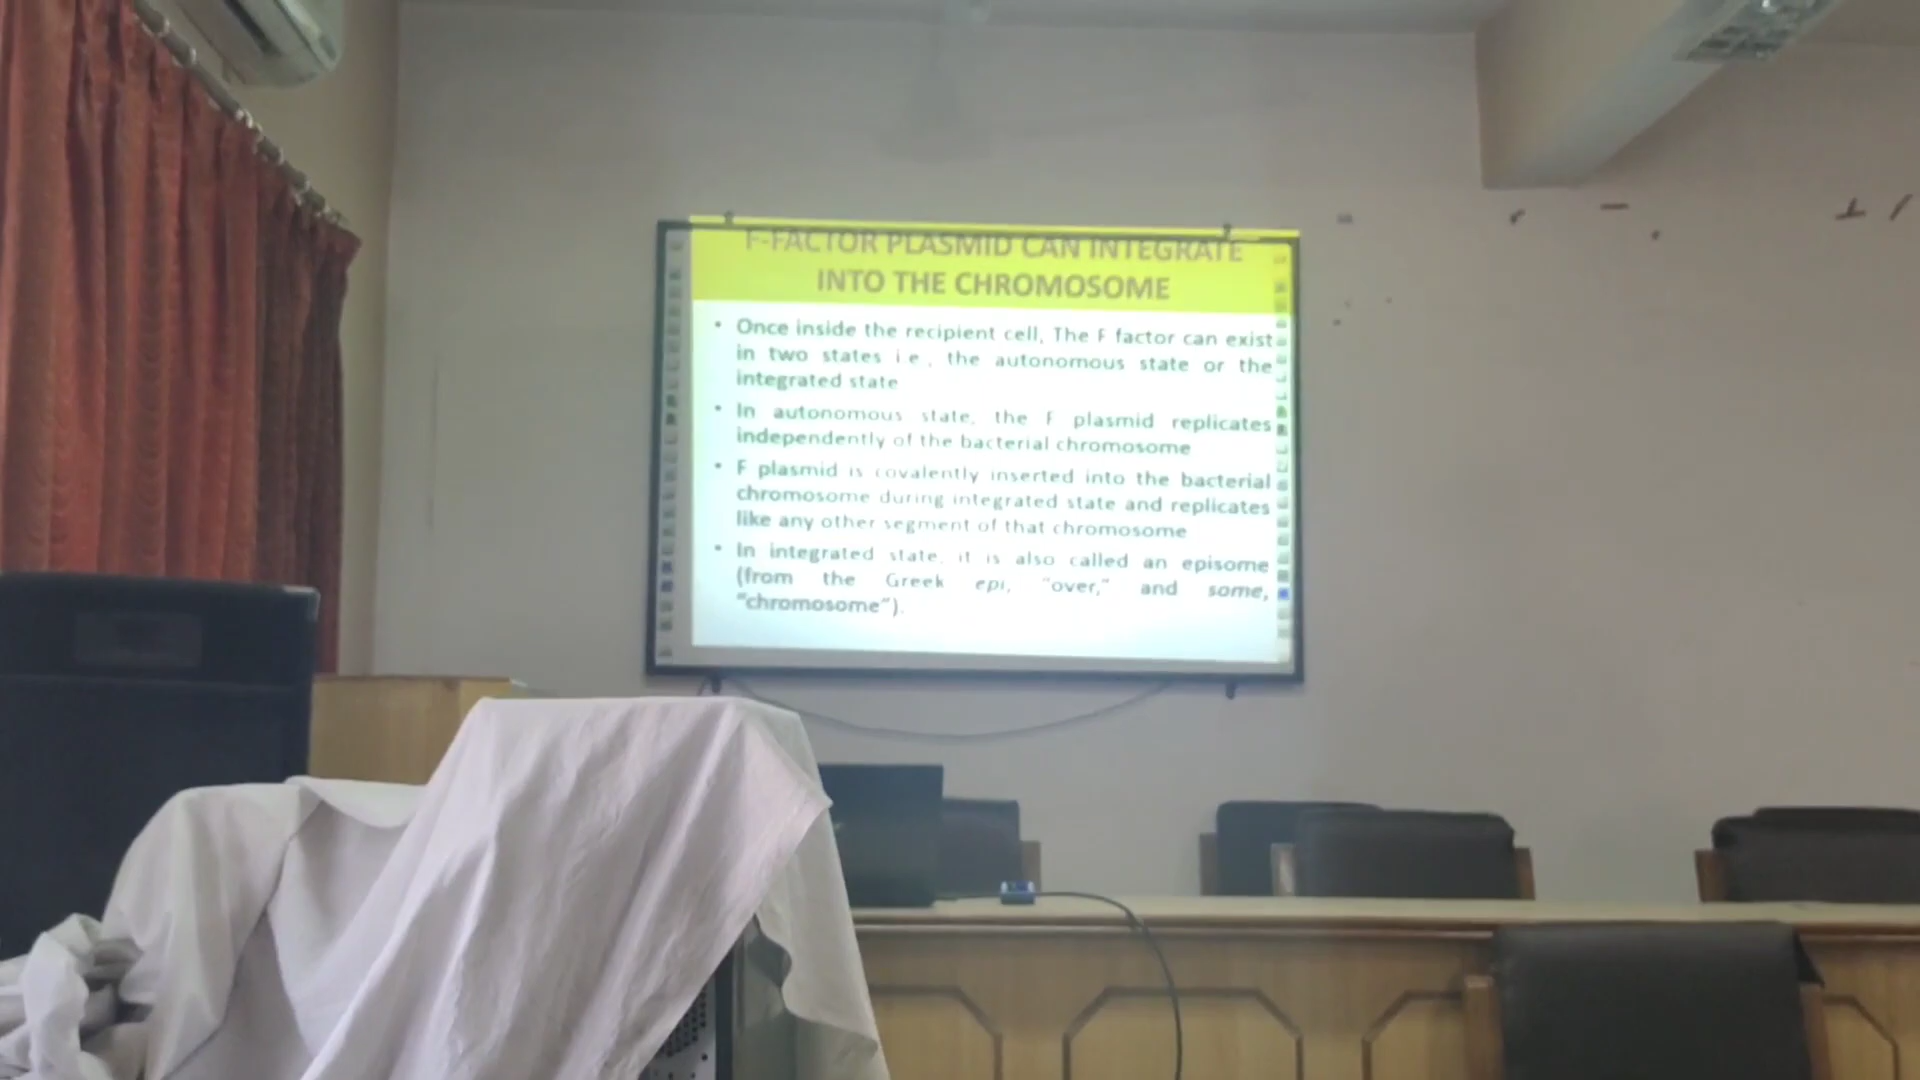 F-FACTOR PLASMID CAN INTEGRATE
INTO THE CHROMOSOME
• Once inside the recipient cell, The F factor can exist
in two states i.e., the autonomous state or the
integrated state
• In autonomous state, the F plasmid replicates
independently of the bacterial chromosome
• F plasmid is covalently inserted into the bacterial
chromosome during integrated state and replicates
like any other segment of that chromosome
• In integrated state, it is also called an episome
(from the Greek epi, "over," and some,
"chromosome").